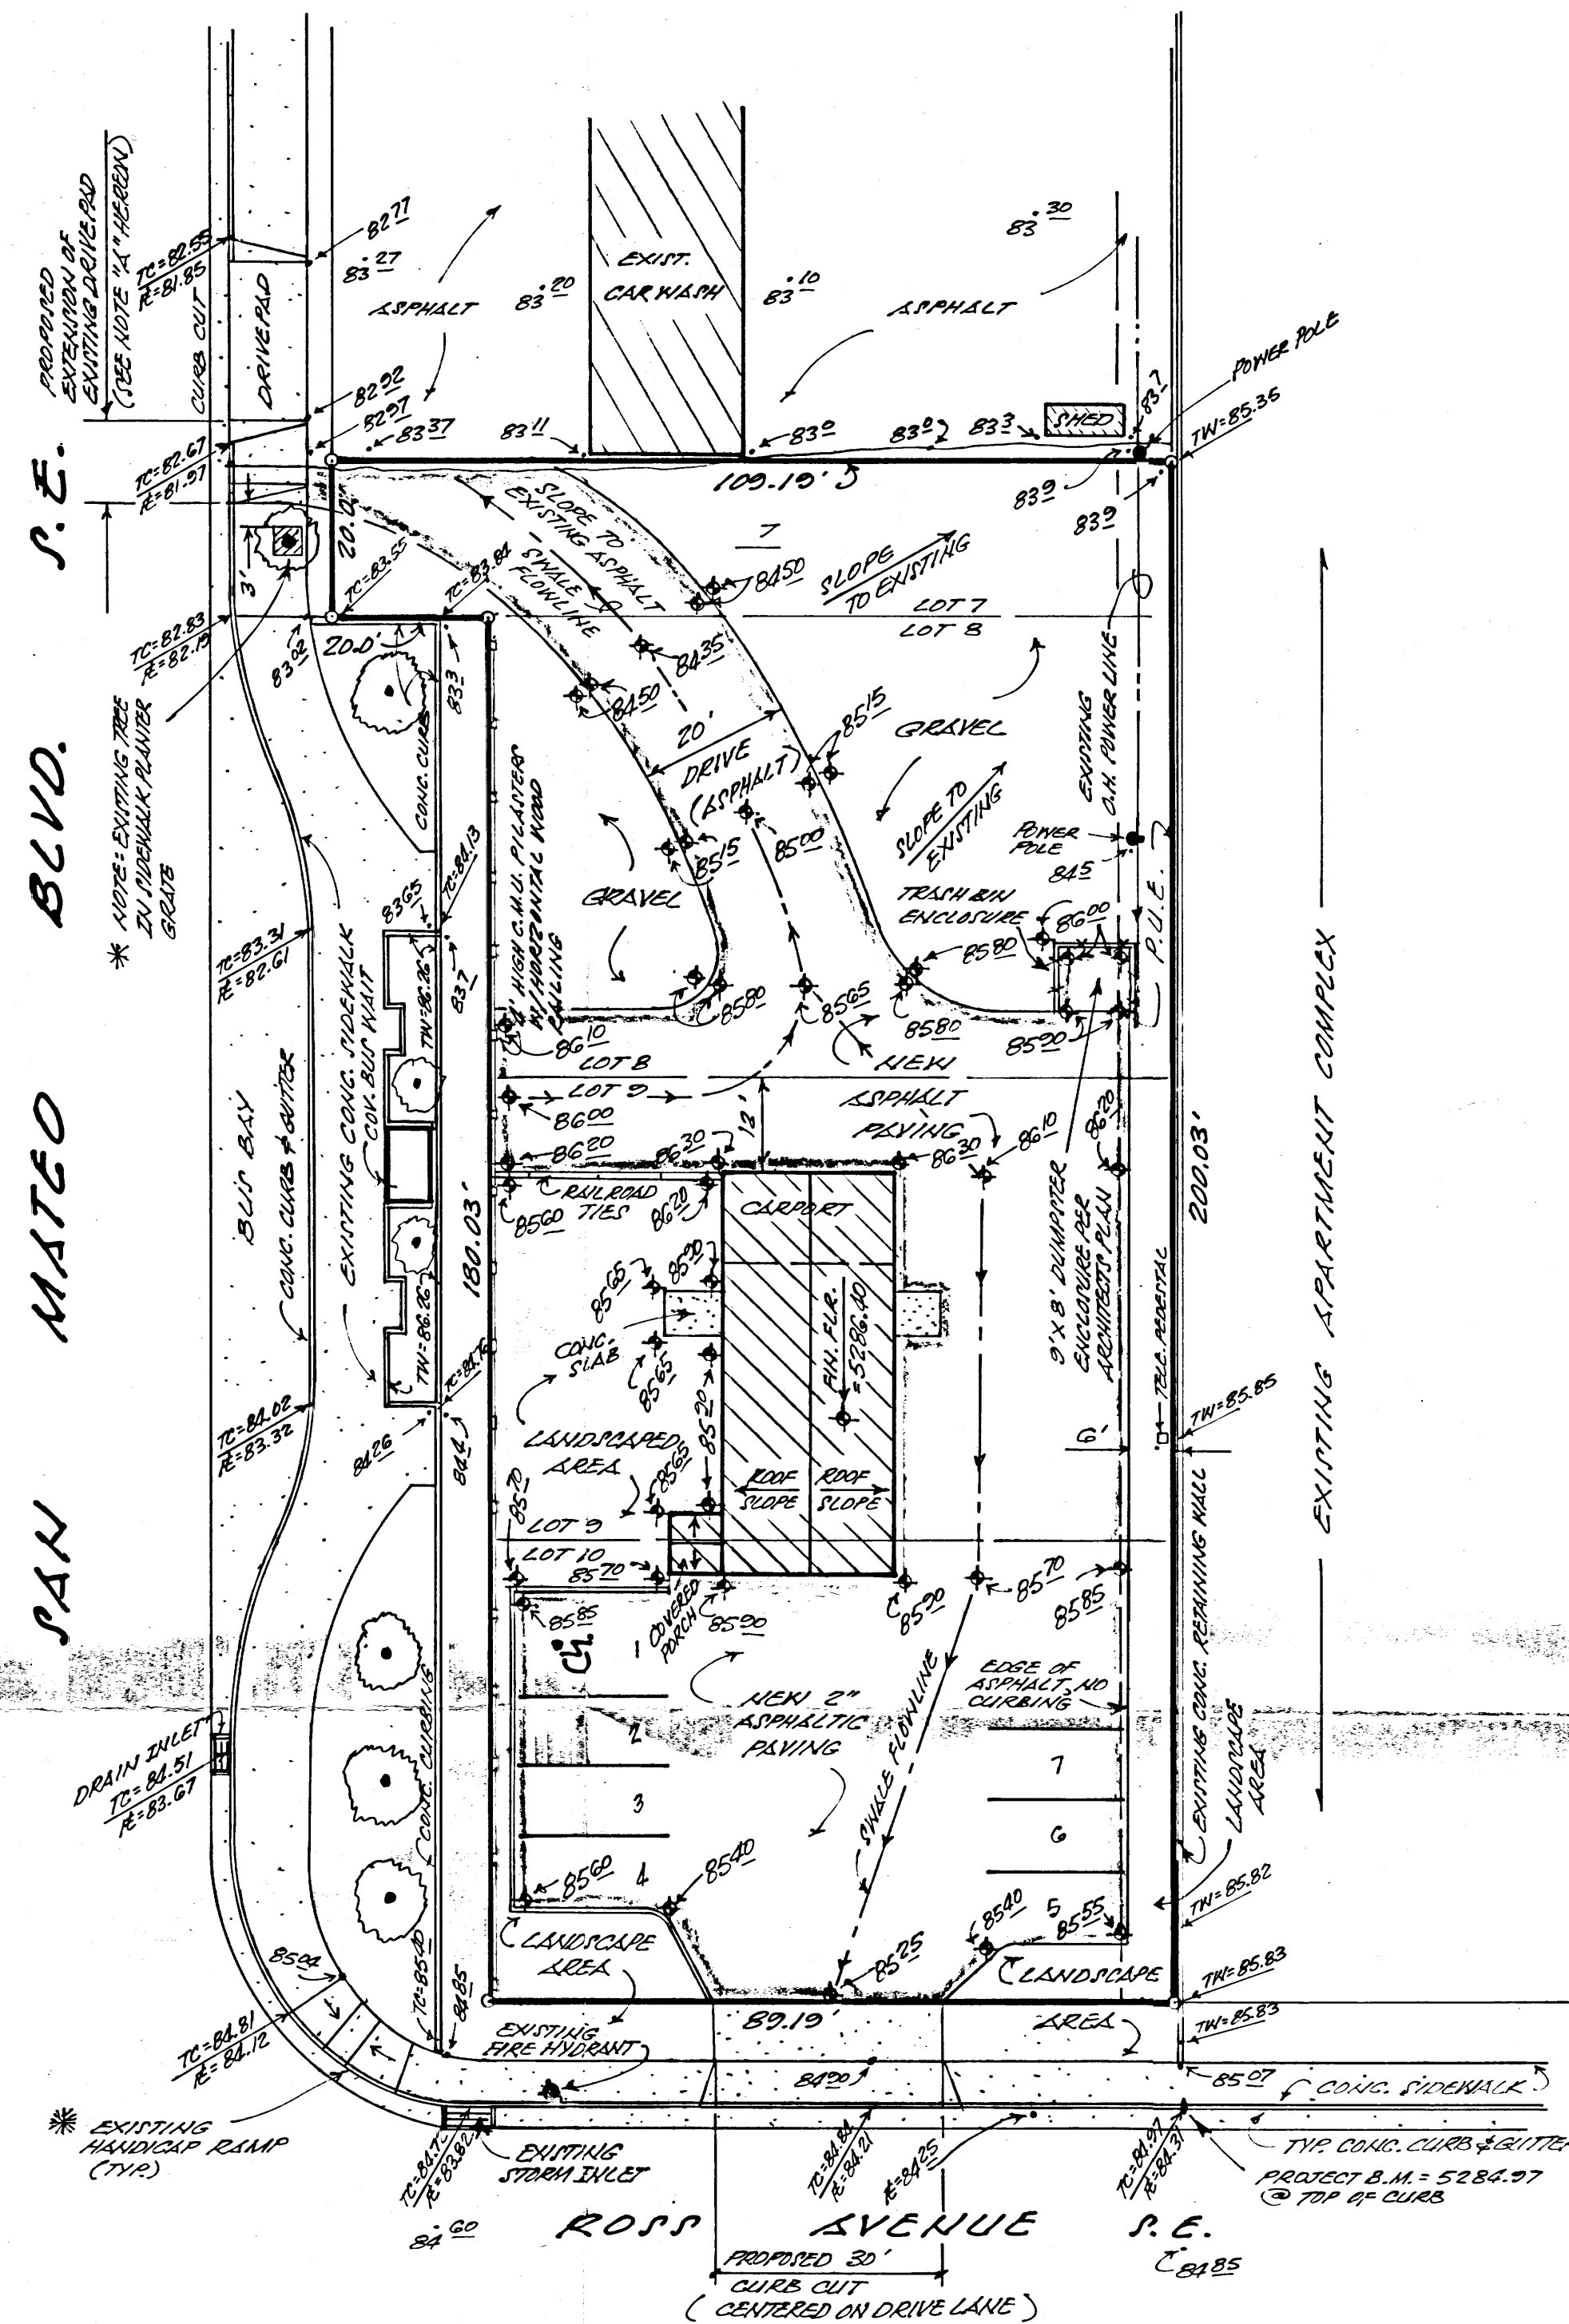 SAN MATEO BLVD. S.E.
PROPOSED
EXTENSION OF
EXISTING DRIVEPAD
(SEE NOTE "A" HEREIN)
TC=82.55
FL=81.85
CURB CUT
DRIVEPAD
82 77
83 27
ASPHALT
83 20
EXIST.
CAR WASH
83 10
83 30
ASPHALT
POWER POLE
82 92
82 97
83 37
83 11
83 0
83 0
83 3
SHED
83 7
TW=85.35
TC=82.67
FL=81.97
109.19'
83 9
83 9
20.0'
3'
TC=83.55
TC=83.84
SLOPE TO
EXISTING ASPHALT
SWALE
FLOWLINE
7
84 50
SLOPE
TO EXISTING
LOT 7
LOT 8
TC=82.83
FL=82.13
83 02
20.0'
83 3
84 35
84 50
* NOTE: EXISTING TREE
IN SIDEWALK PLANTER
GRATE
CONC. CURB
4' HIGH C.M.U. PILASTERS
W/HORIZONTAL WOOD
RAILING
20'
DRIVE
(ASPHALT)
85 15
GRAVEL
EXISTING
O.H. POWER LINE
SLOPE TO
EXISTING
POWER
POLE
84 5
P.U.E.
85 15
85 00
GRAVEL
TRASH BIN
ENCLOSURE
86 00
TC=84.13
83 65
83 7
TW=86.26
TC=83.31
FL=82.61
EXISTING CONC. SIDEWALK
COV. BUS WAIT
85 80
85 65
85 80
85 80
85 90
86 10
LOT 8
LOT 9
86 00
NEW
ASPHALT
PAVING
12'
86 20
86 30
86 30
86 10
86 20
BUS BAY
CONC. CURB & GUTTER
180.03'
RAILROAD
TIES
85 60
86 20
CARPORT
9'X8' DUMPSTER
ENCLOSURE PER
ARCHITECTS PLAN
200.03'
EXISTING APARTMENT COMPLEX
85 65
85 90
CONC.
SLAB
85 65
85 90
FIN. FLR.
=5286.40
TELE. PEDESTAL
TW=85.85
6'
TW=86.26
TC=84.02
FL=83.32
84 26
84 4
LANDSCAPED
AREA
85 65
85 70
ROOF
SLOPE
ROOF
SLOPE
LOT 9
LOT 10
85 70
85 85
1 COVERED
PORCH
85 90
85 90
85 70
85 85
EXISTING CONC. RETAINING WALL
LANDSCAPE
AREA
EDGE OF
ASPHALT, NO
CURBING
NEW 2"
ASPHALTIC
PAVING
SWALE FLOWLINE
2
3
4
7
6
5
DRAIN INLET
TC=84.51
FL=83.67
CONC. CURBING
85 60
85 40
85 40
85 55
TW=85.82
LANDSCAPE
AREA
85 25
LANDSCAPE
AREA
TW=85.83
TW=85.83
85 04
TC=85.40
84 85
89.19'
EXISTING
FIRE HYDRANT
84 90
85 07
CONC. SIDEWALK
TC=84.81
FL=84.12
* EXISTING
HANDICAP RAMP
(TYP.)
FL=83.82
EXISTING
STORM INLET
TC=84.84
FL=84.21
FL=84 25
TC=84.97
FL=84.37
TYP. CONC. CURB & GUTTER
PROJECT B.M. = 5284.97
@ TOP OF CURB
84 60
ROSS AVENUE S.E.
84 85
PROPOSED 30'
CURB CUT
(CENTERED ON DRIVE LANE)